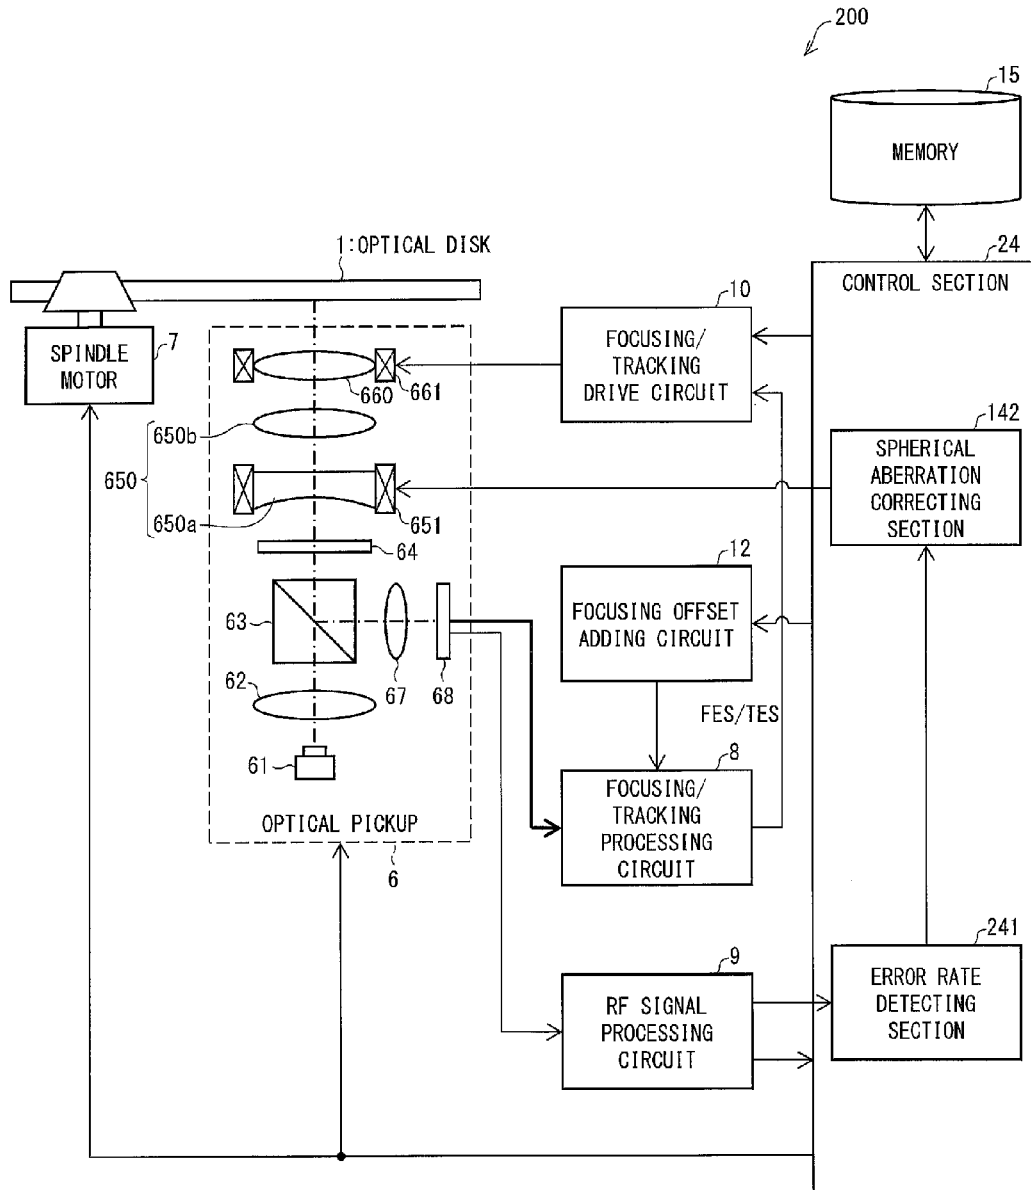 200
15
MEMORY
24
CONTROL SECTION
1:OPTICAL DISK
7
SPINDLE
MOTOR
10
FOCUSING/
TRACKING
DRIVE CIRCUIT
660
661
142
SPHERICAL
ABERRATION
CORRECTING
SECTION
650b
650
650a
651
64
12
FOCUSING OFFSET
ADDING CIRCUIT
63
67
68
62
FES/TES
61
8
FOCUSING/
TRACKING
PROCESSING
CIRCUIT
OPTICAL PICKUP
6
9
RF SIGNAL
PROCESSING
CIRCUIT
241
ERROR RATE
DETECTING
SECTION